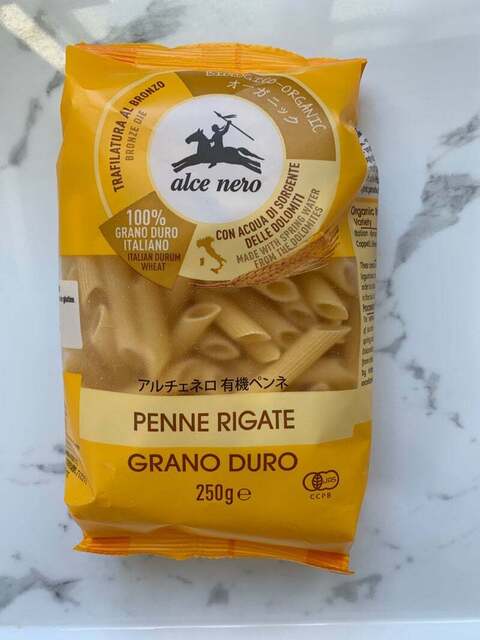 BIOLOGICO-ORGANIC
オーガニック
TRAFILATURA AL BRONZO
BRONZE DIE
alce nero
100%
GRANO DURO
ITALIANO
ITALIAN DURUM
WHEAT
CON ACQUA DI SORGENTE
DELLE DOLOMITI
MADE WITH SPRING WATER
FROM THE DOLOMITES
アルチェネロ 有機ペンネ
PENNE RIGATE
GRANO DURO
250g℮
JAS
CCPB
Organic
Variety